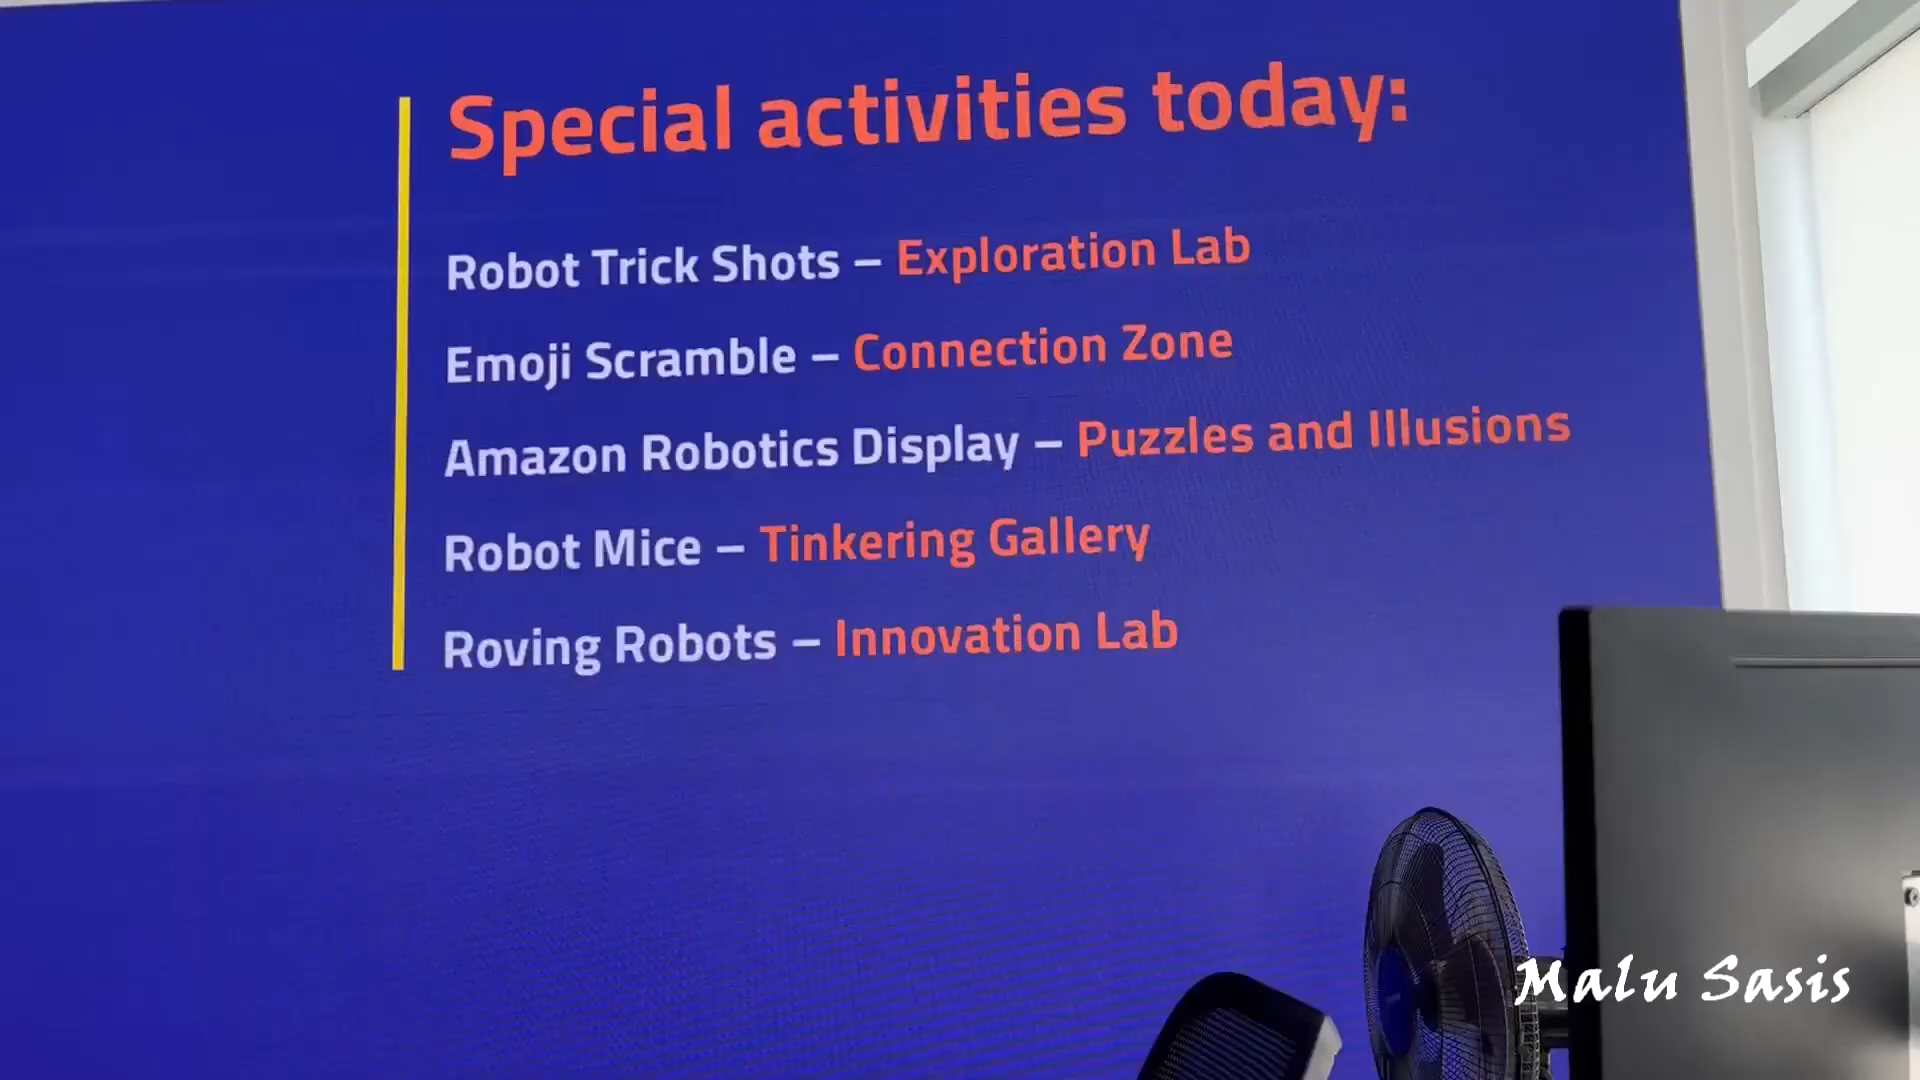 Special activities today:
Robot Trick Shots – Exploration Lab
Emoji Scramble – Connection Zone
Amazon Robotics Display – Puzzles and Illusions
Robot Mice – Tinkering Gallery
Roving Robots – Innovation Lab
Malu Sasis